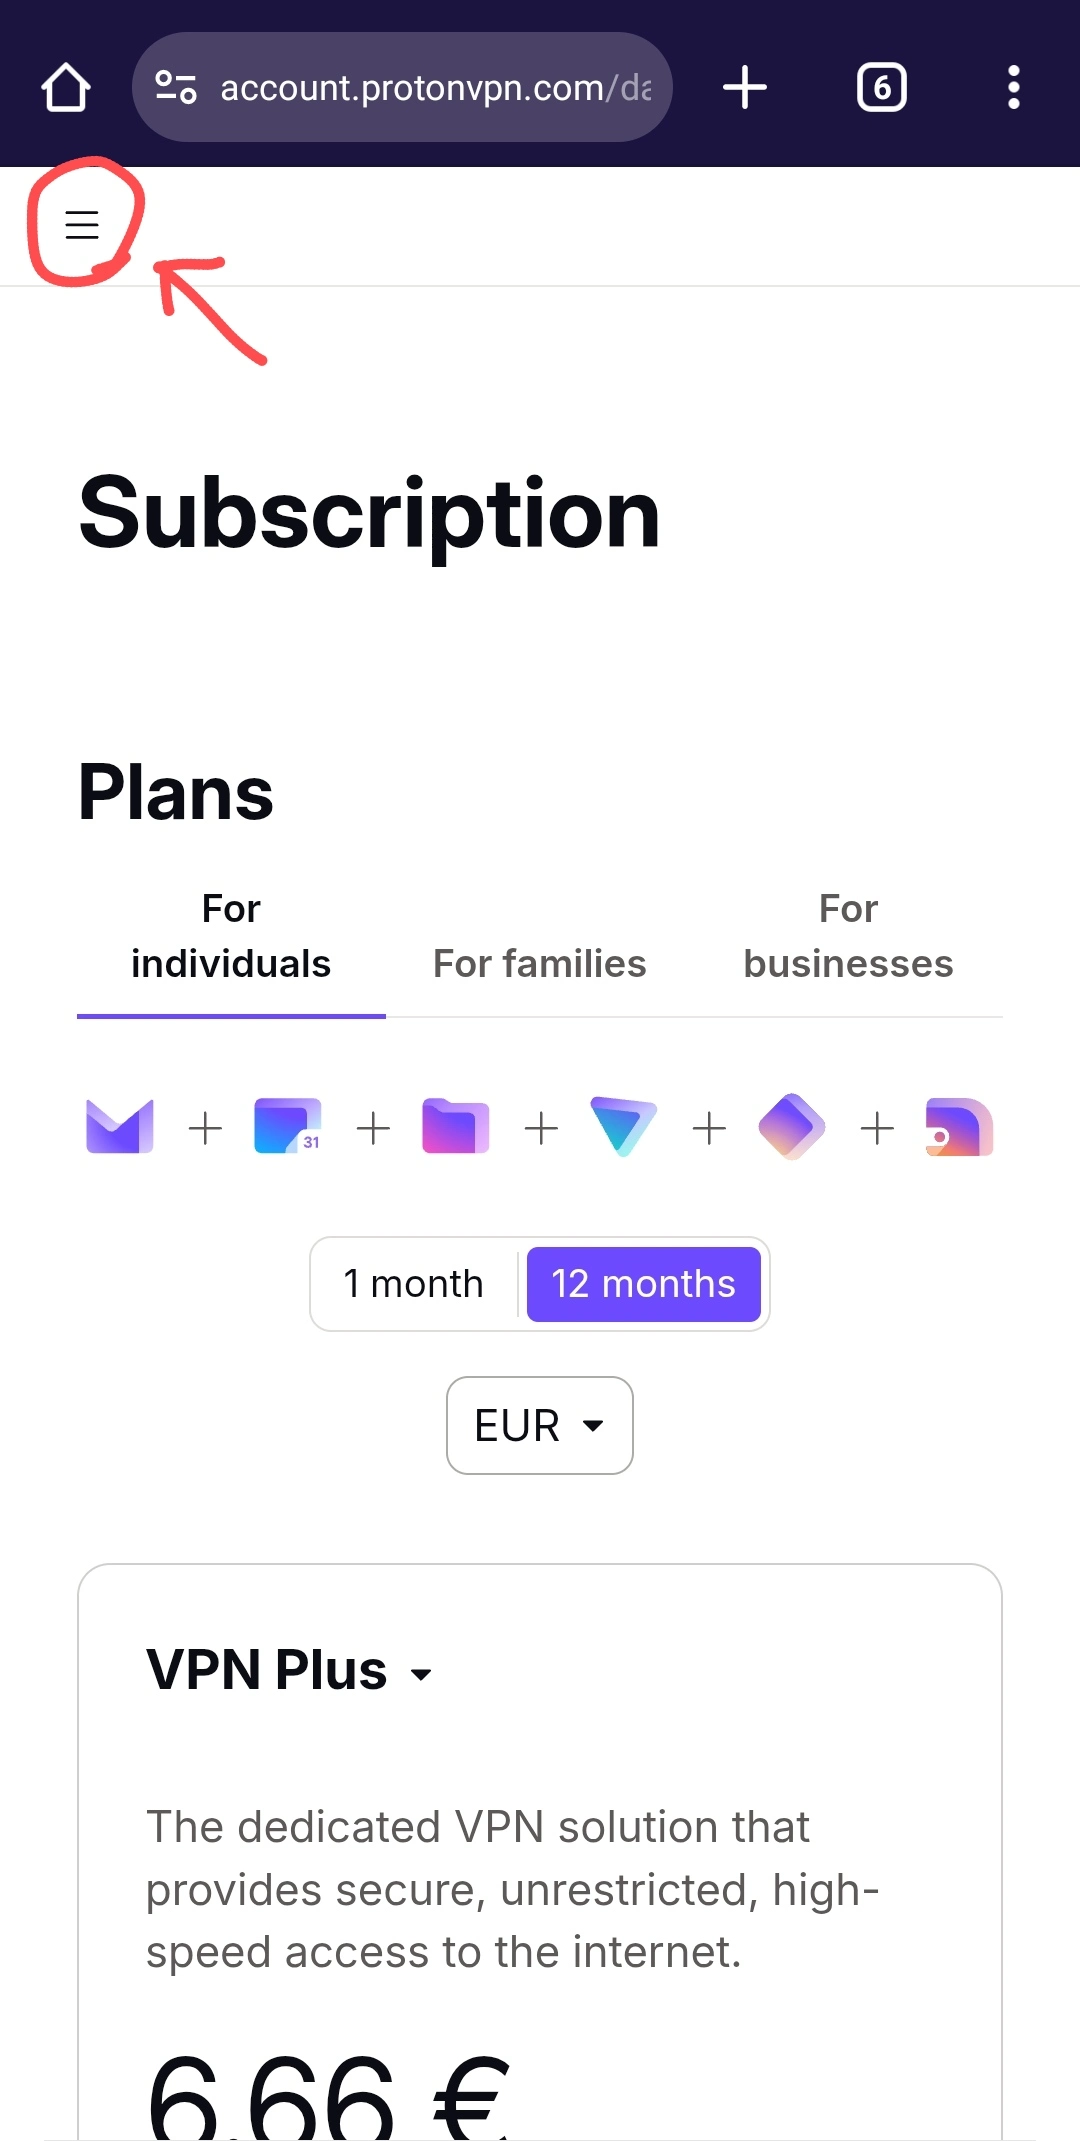 account.protonvpn.com/da
6
Subscription
Plans
For individuals
For families
For businesses
31
1 month
12 months
EUR
VPN Plus
The dedicated VPN solution that
provides secure, unrestricted, high-
speed access to the internet.
6.66 €